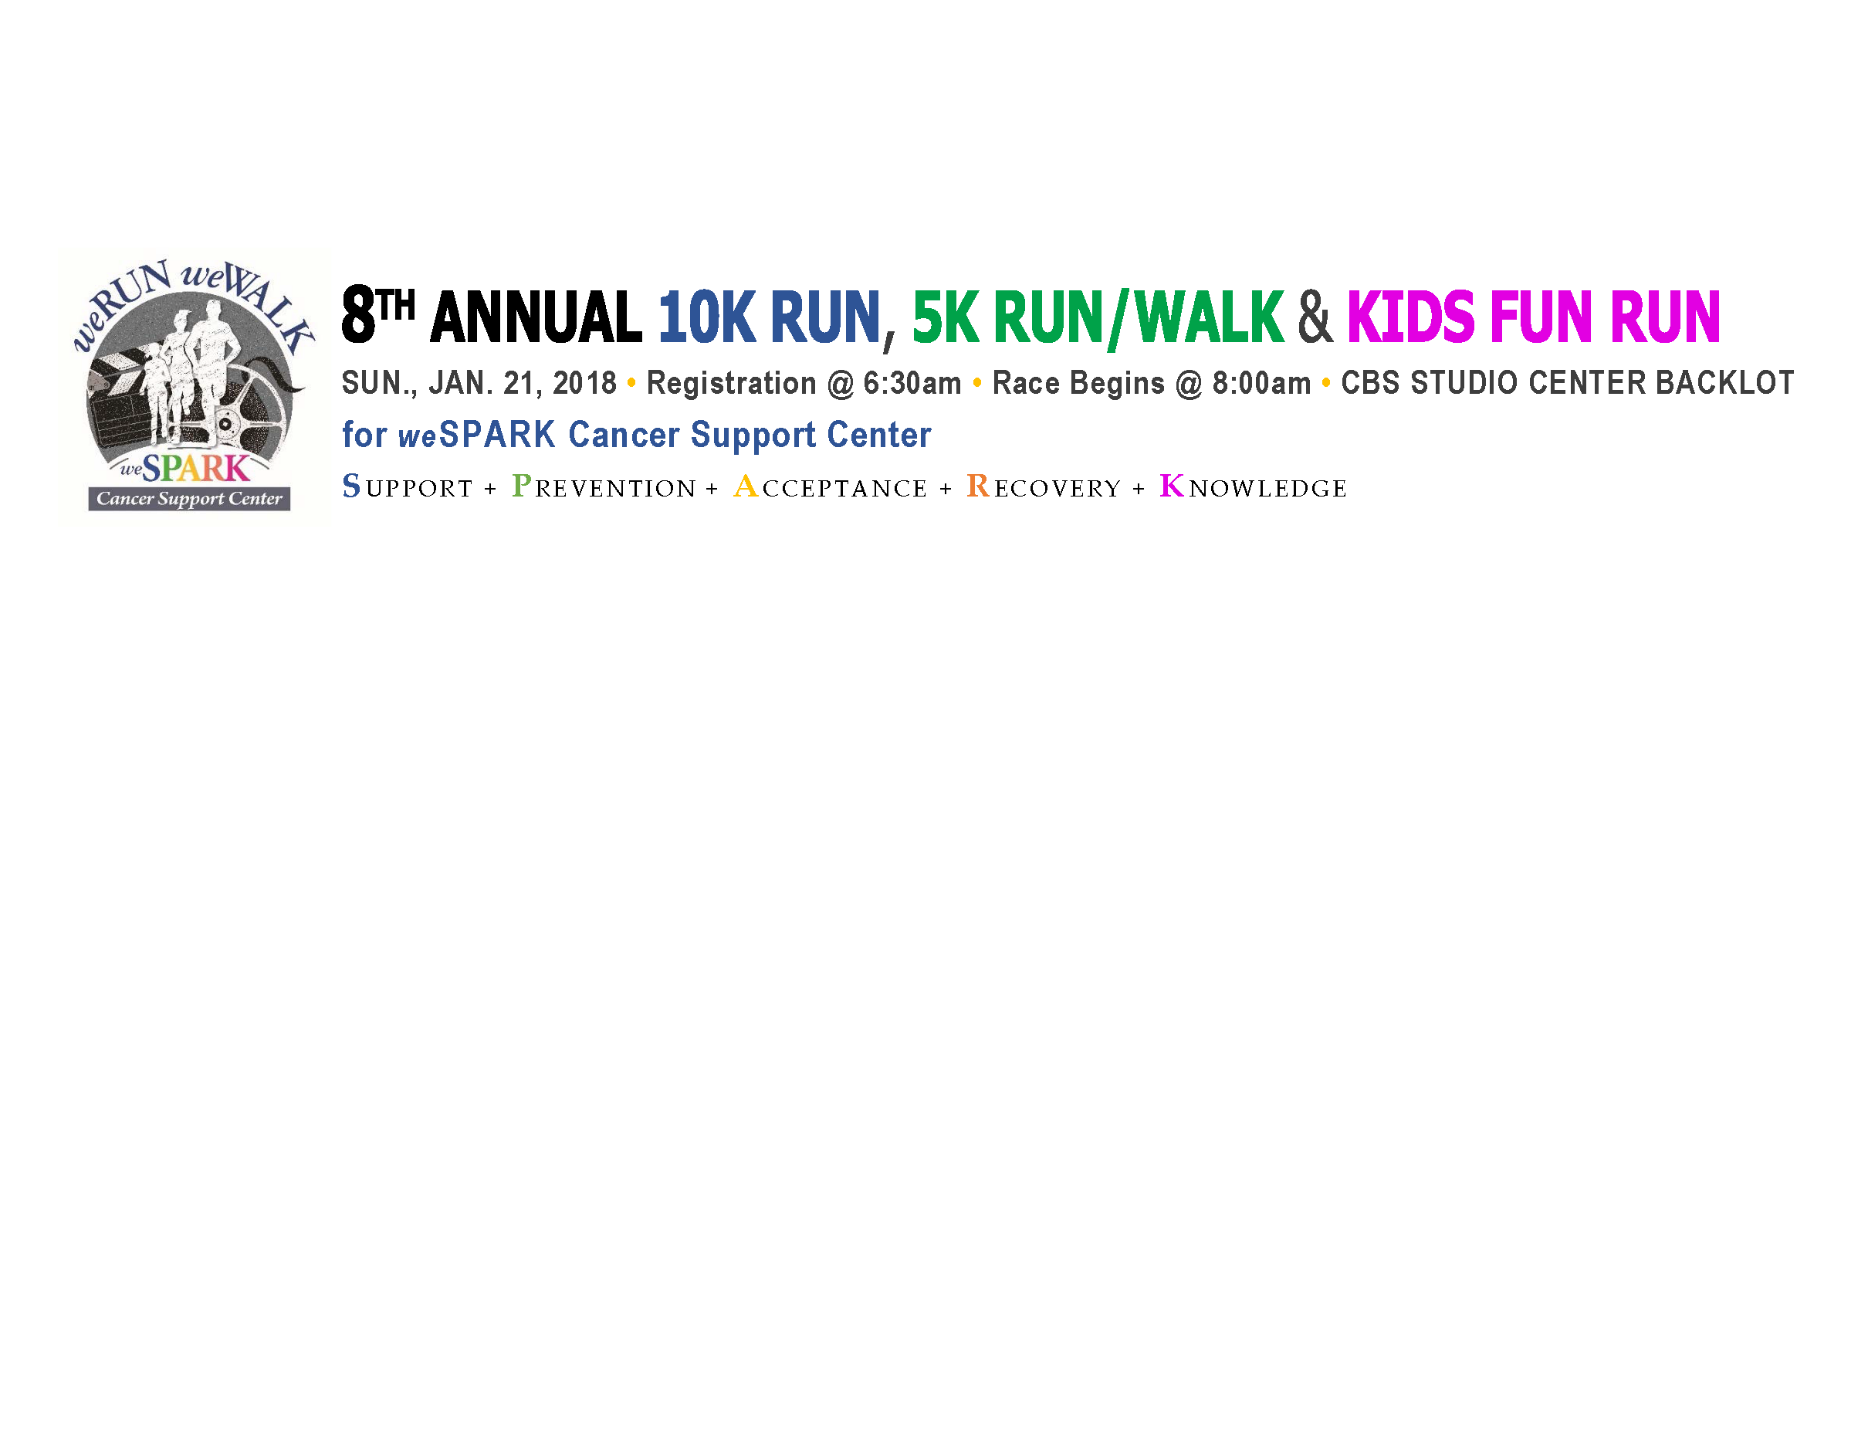 weRUN weWALK
weSPARK
Cancer Support Center
8TH ANNUAL 10K RUN, 5K RUN/WALK & KIDS FUN RUN
SUN., JAN. 21, 2018 • Registration @ 6:30am • Race Begins @ 8:00am • CBS STUDIO CENTER BACKLOT
for weSPARK Cancer Support Center
SUPPORT + PREVENTION + ACCEPTANCE + RECOVERY + KNOWLEDGE